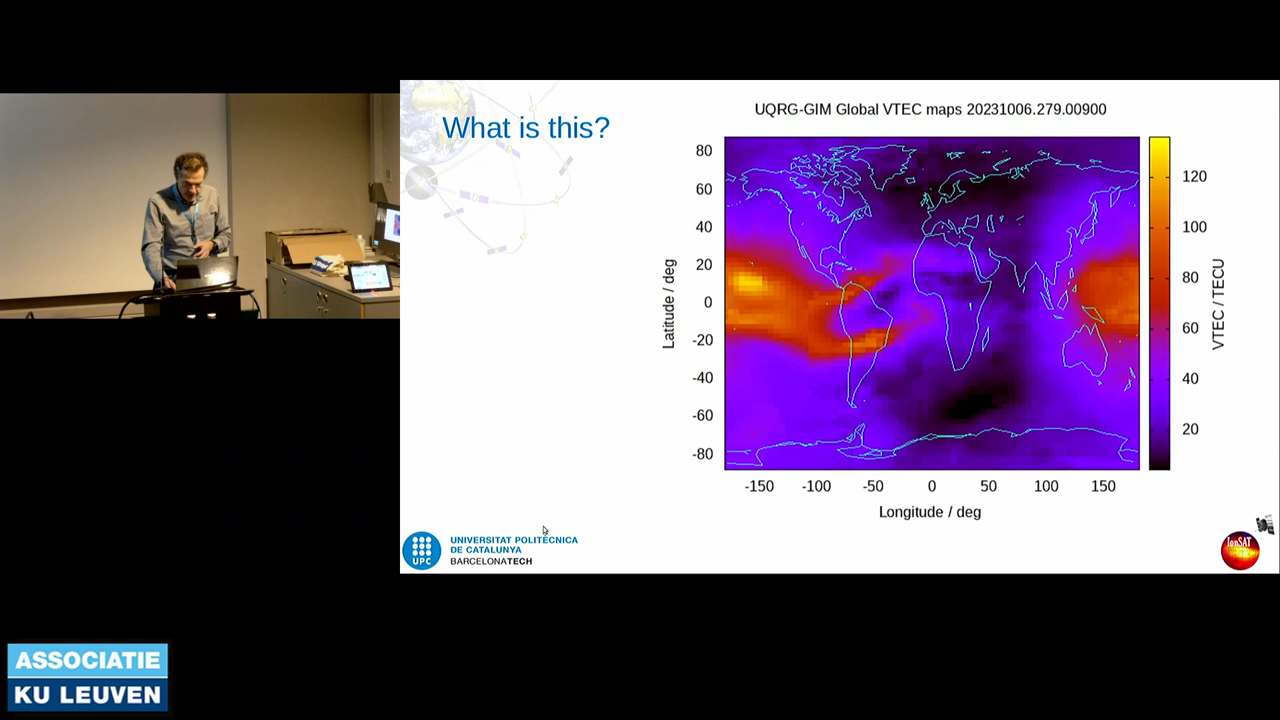 What is this?
UQRG-GIM Global VTEC maps 20231006.279.00900
80
60
40
20
0
-20
-40
-60
-80
Latitude / deg
-150
-100
-50
0
50
100
150
Longitude / deg
120
100
80
60
40
20
VTEC / TECU
UPC
UNIVERSITAT POLITÈCNICA
DE CATALUNYA
BARCELONATECH
IonSAT
ASSOCIATIE
KU LEUVEN